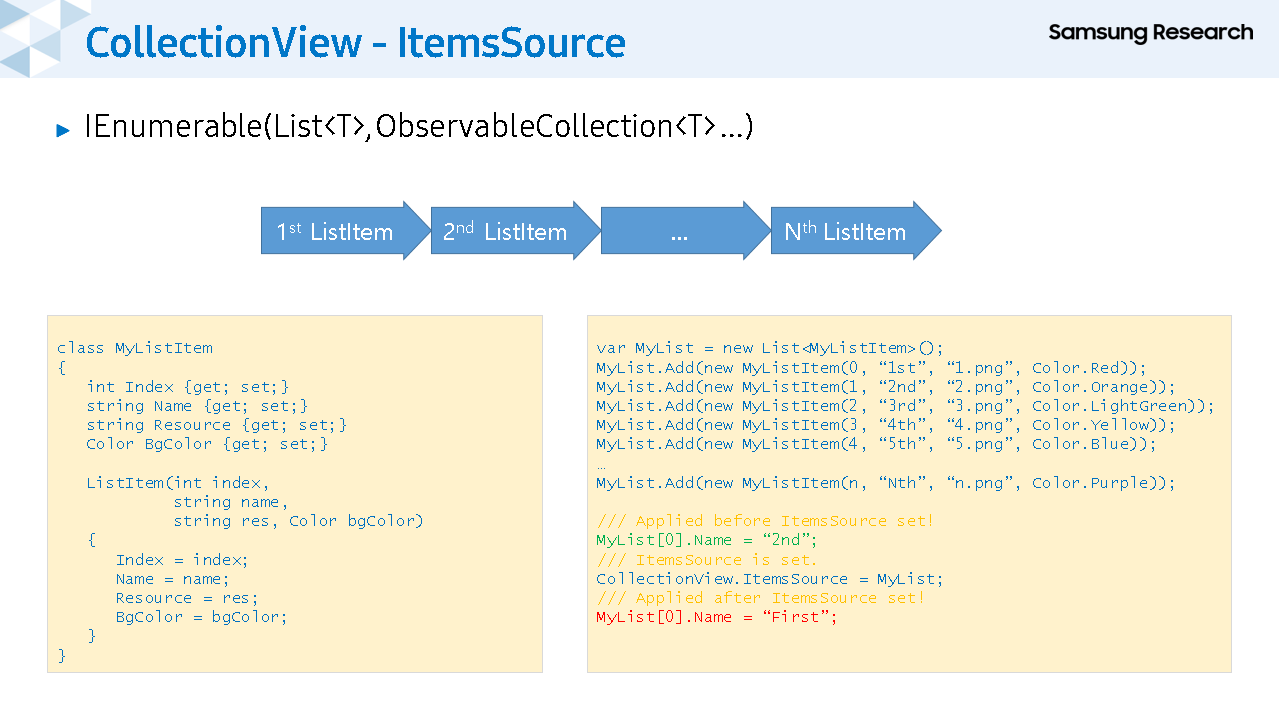 CollectionView - ItemsSource
Samsung Research
► IEnumerable(List<T>,ObservableCollection<T>...)
1st ListItem
2nd ListItem
...
Nth ListItem
class MyListItem
{
   int Index {get; set;}
   string Name {get; set;}
   string Resource {get; set;}
   Color BgColor {get; set;}
   ListItem(int index,
            string name,
            string res, Color bgColor)
   {
      Index = index;
      Name = name;
      Resource = res;
      BgColor = bgColor;
   }
}
var MyList = new List<MyListItem>();
MyList.Add(new MyListItem(0, “1st”, “1.png”, Color.Red));
MyList.Add(new MyListItem(1, “2nd”, “2.png”, Color.Orange));
MyList.Add(new MyListItem(2, “3rd”, “3.png”, Color.LightGreen));
MyList.Add(new MyListItem(3, “4th”, “4.png”, Color.Yellow));
MyList.Add(new MyListItem(4, “5th”, “5.png”, Color.Blue));
…
MyList.Add(new MyListItem(n, “Nth”, “n.png”, Color.Purple));
/// Applied before ItemsSource set!
MyList[0].Name = “2nd”;
/// ItemsSource is set.
CollectionView.ItemsSource = MyList;
/// Applied after ItemsSource set!
MyList[0].Name = “First”;